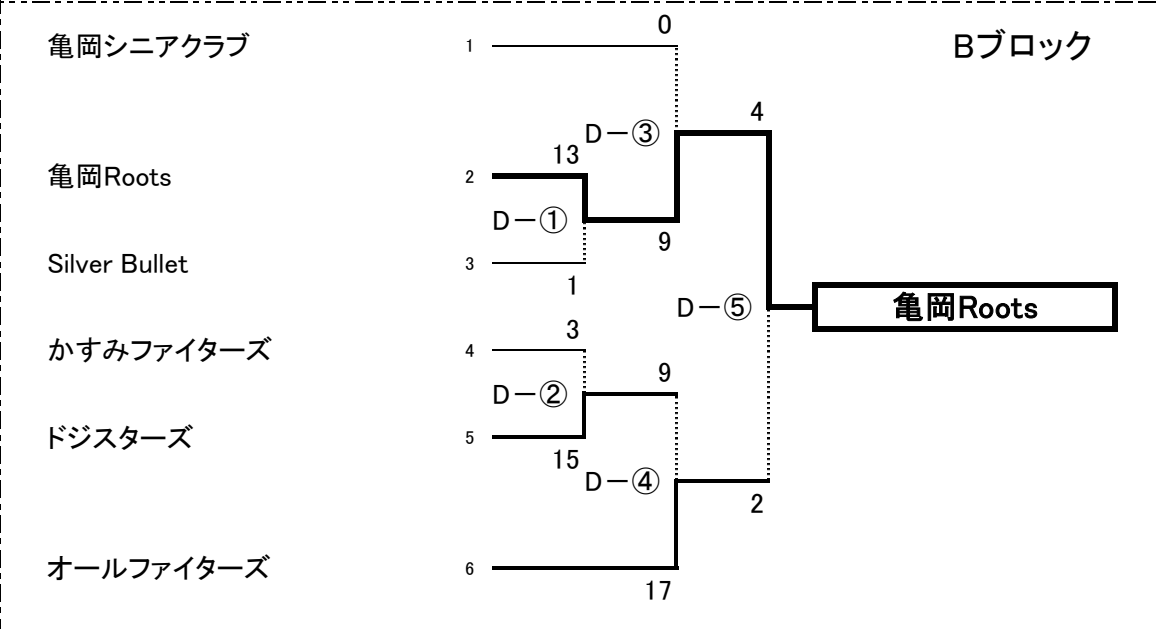 0
亀岡シニアクラブ 1 Bブロック
4
D－③
13
亀岡Roots 2
D－①
9
Silver Bullet 3
1
D－⑤ 亀岡Roots
3
かすみファイターズ 4
9
D－②
ドジスターズ 5
15
D－④
2
オールファイターズ 6
17